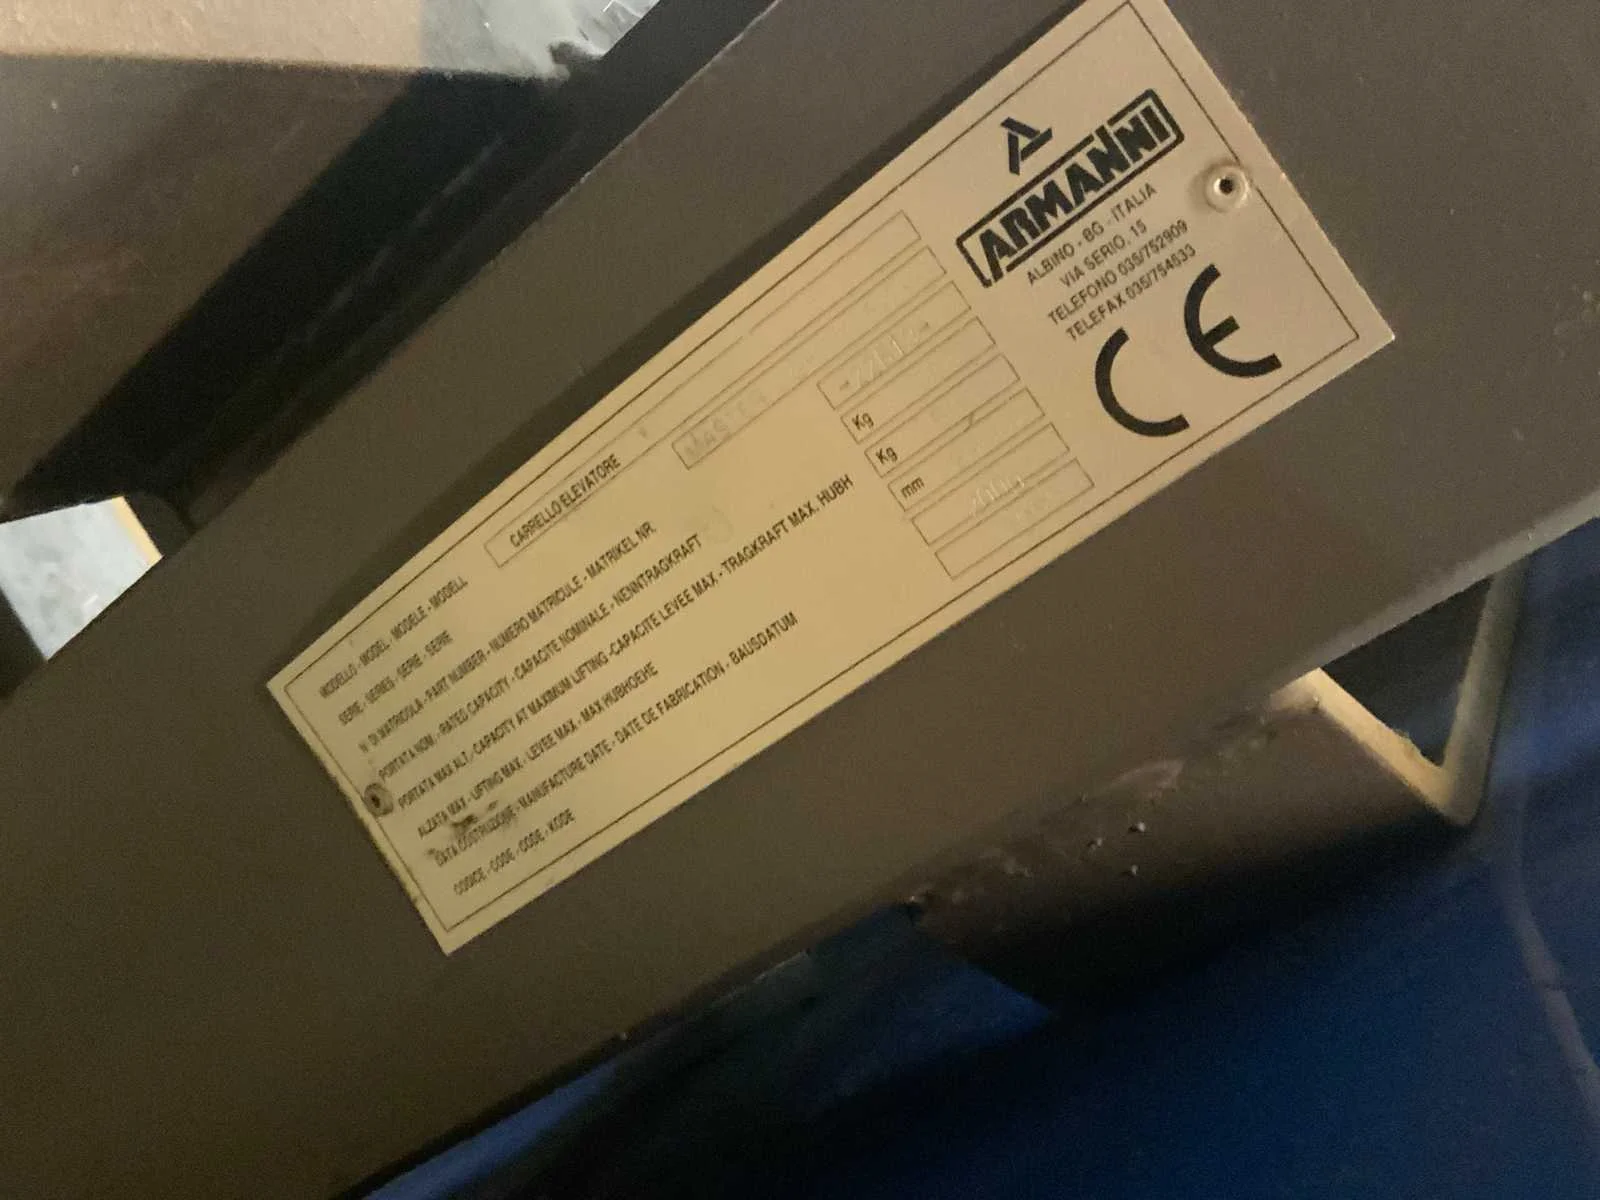 ARMANNI
ALBINO - BG - ITALIA
VIA SERIO, 15
TELEFONO 035/752909
TELEFAX 035/754533
CE
MODELLO - MODEL - MODELE - MODELL CARRELLO ELEVATORE
SERIE - SERIES - SERIE - SERIE MASTER
N° DI MATRICOLA - PART NUMBER - NUMERO MATRICULE - MATRIKEL NR.
PORTATA NOM. - RATED CAPACITY - CAPACITE NOMINALE - NENNTRAGKRAFT Kg
PORTATA MAX ALT. - CAPACITY AT MAXIMUM LIFTING - CAPACITE LEVEE MAX - TRAGKRAFT MAX. HUBH Kg
ALZATA MAX - LIFTING MAX - LEVEE MAX - MAX HUBHOEHE mm
DATA COSTRUZIONE - MANUFACTURE DATE - DATE DE FABRICATION - BAUSDATUM
CODICE - CODE - CODE - KODE